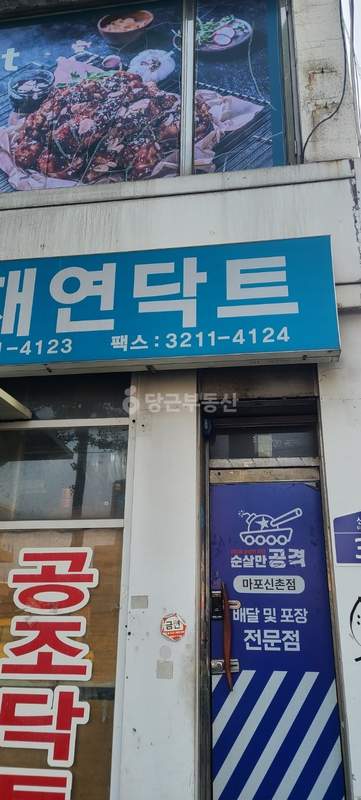 t
재연닥트
1-4123 팩스 : 3211-4124
당근부동산
순살만공격
마포신촌점
배달 및 포장
전문점
금연
공조닥